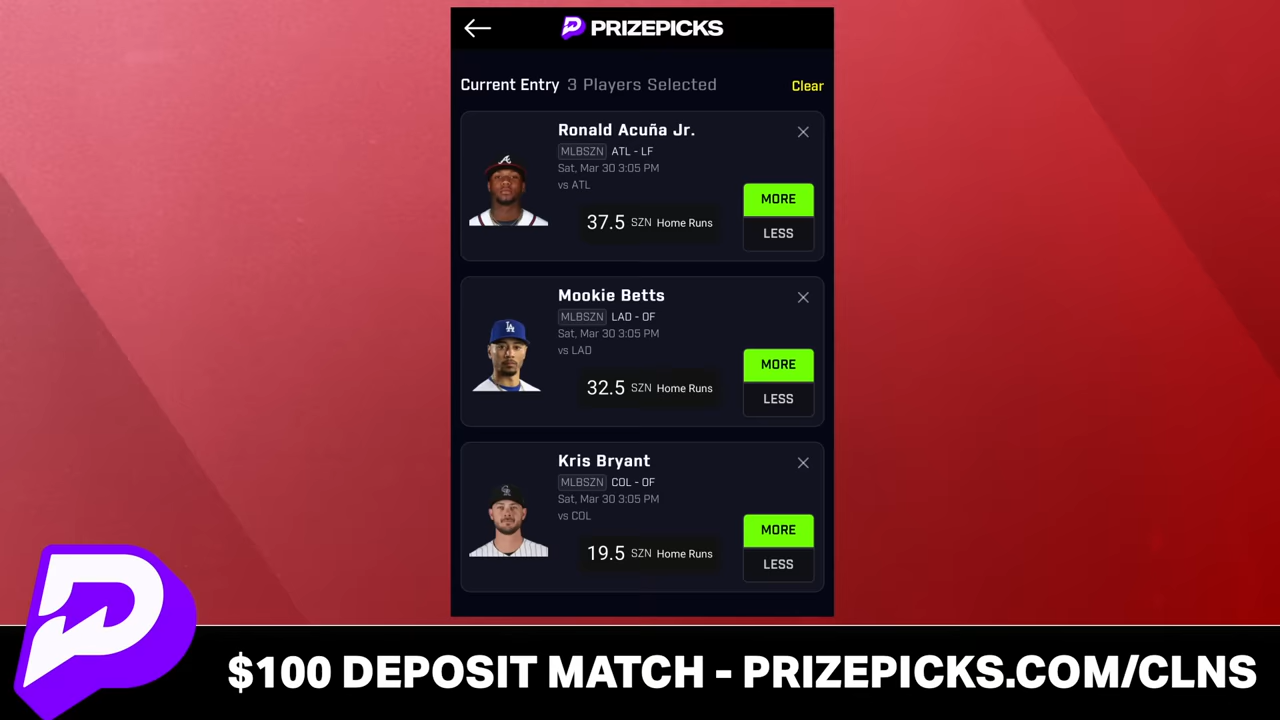 PRIZEPICKS
Current Entry 3 Players Selected Clear
Ronald Acuña Jr.
MLBSZN ATL - LF
Sat, Mar 30 3:05 PM
vs ATL
37.5 SZN Home Runs
MORE
LESS
Mookie Betts
MLBSZN LAD - OF
Sat, Mar 30 3:05 PM
vs LAD
32.5 SZN Home Runs
MORE
LESS
Kris Bryant
MLBSZN COL - OF
Sat, Mar 30 3:05 PM
vs COL
19.5 SZN Home Runs
MORE
LESS
$100 DEPOSIT MATCH - PRIZEPICKS.COM/CLNS